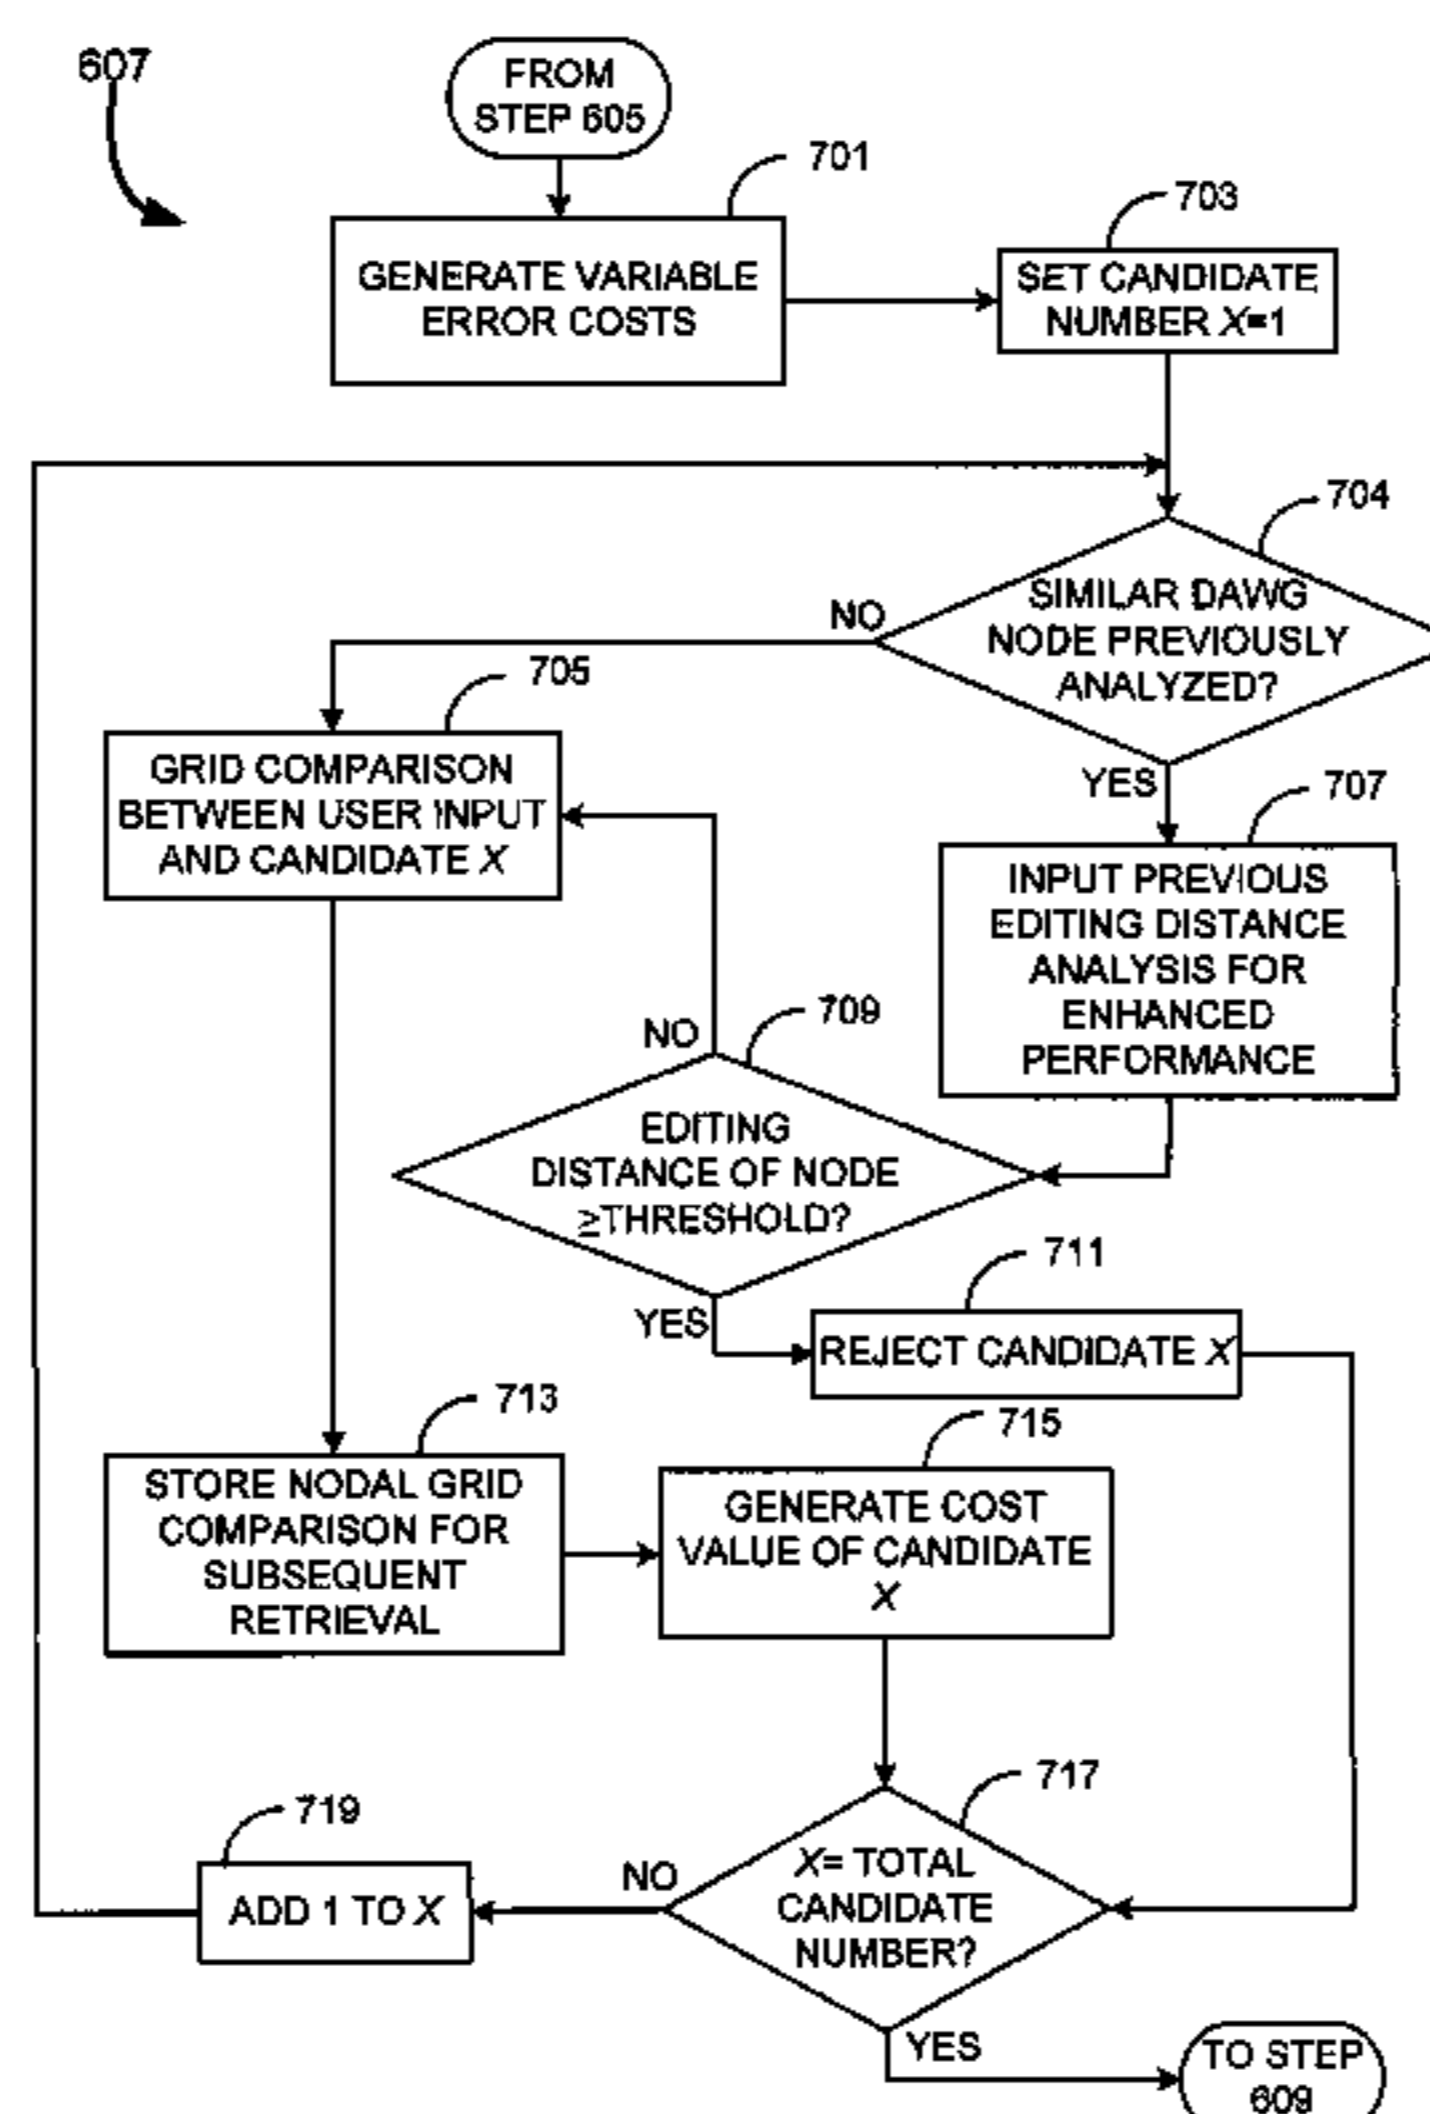 607
FROM
STEP 605
701
GENERATE VARIABLE
ERROR COSTS
703
SET CANDIDATE
NUMBER X=1
704
SIMILAR DAWG
NODE PREVIOUSLY
ANALYZED?
NO
YES
705
GRID COMPARISON
BETWEEN USER INPUT
AND CANDIDATE X
707
INPUT PREVIOUS
EDITING DISTANCE
ANALYSIS FOR
ENHANCED
PERFORMANCE
709
NO
EDITING
DISTANCE OF NODE
≥THRESHOLD?
YES
711
REJECT CANDIDATE X
713
STORE NODAL GRID
COMPARISON FOR
SUBSEQUENT
RETRIEVAL
715
GENERATE COST
VALUE OF CANDIDATE
X
717
X= TOTAL
CANDIDATE
NUMBER?
NO
719
ADD 1 TO X
YES
TO STEP
609